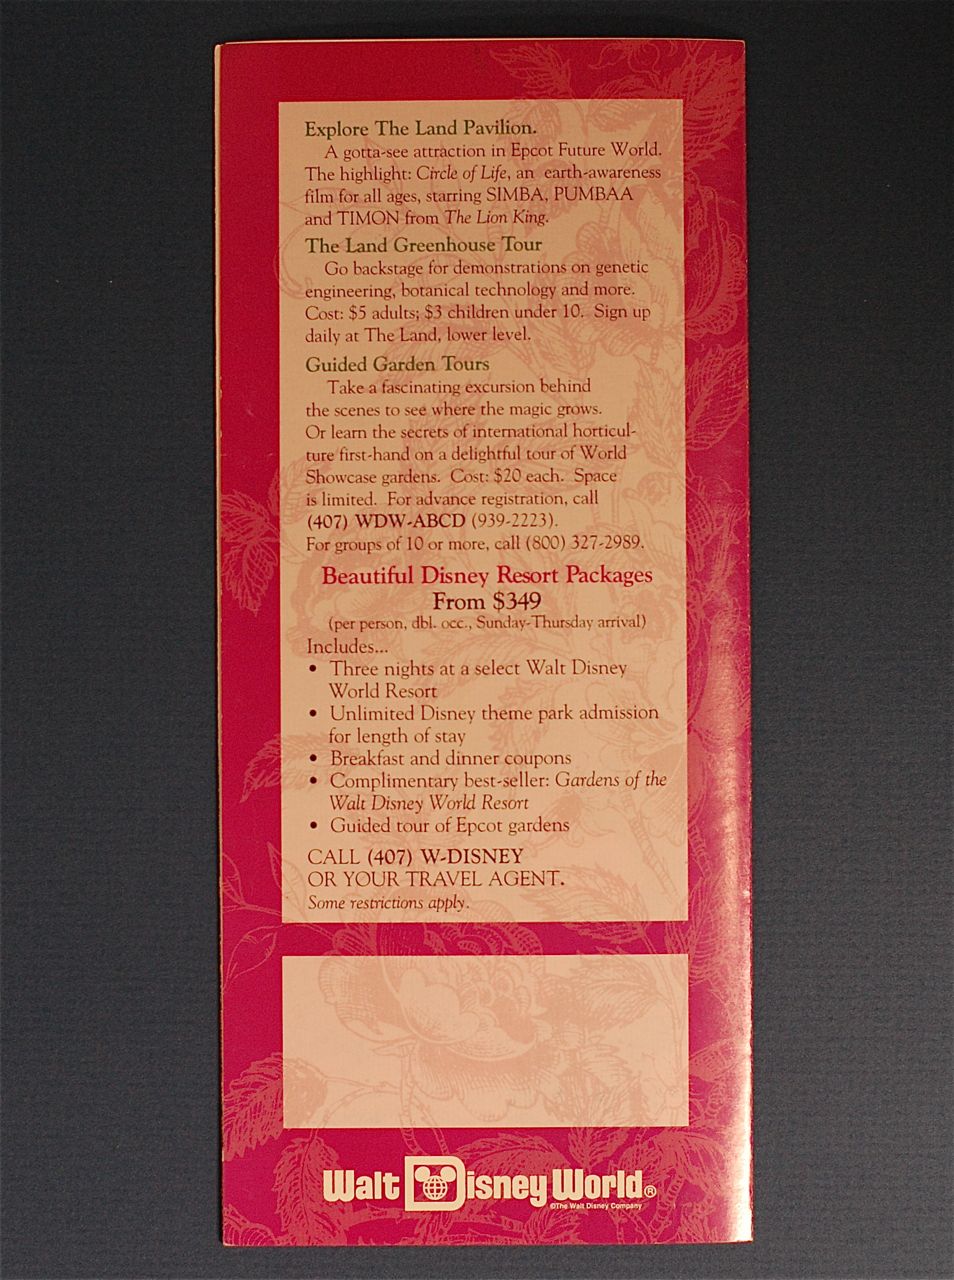 Explore The Land Pavilion.
A gotta-see attraction in Epcot Future World.
The highlight: Circle of Life, an earth-awareness
film for all ages, starring SIMBA, PUMBAA
and TIMON from The Lion King.
The Land Greenhouse Tour
Go backstage for demonstrations on genetic
engineering, botanical technology and more.
Cost: $5 adults; $3 children under 10. Sign up
daily at The Land, lower level.
Guided Garden Tours
Take a fascinating excursion behind
the scenes to see where the magic grows.
Or learn the secrets of international horticul-
ture first-hand on a delightful tour of World
Showcase gardens. Cost: $20 each. Space
is limited. For advance registration, call
(407) WDW-ABCD (939-2223).
For groups of 10 or more, call (800) 327-2989.
Beautiful Disney Resort Packages
From $349
(per person, dbl. occ., Sunday-Thursday arrival)
Includes...
• Three nights at a select Walt Disney
World Resort
• Unlimited Disney theme park admission
for length of stay
• Breakfast and dinner coupons
• Complimentary best-seller: Gardens of the
Walt Disney World Resort
• Guided tour of Epcot gardens
CALL (407) W-DISNEY
OR YOUR TRAVEL AGENT.
Some restrictions apply.
Walt Disney World®
©The Walt Disney Company